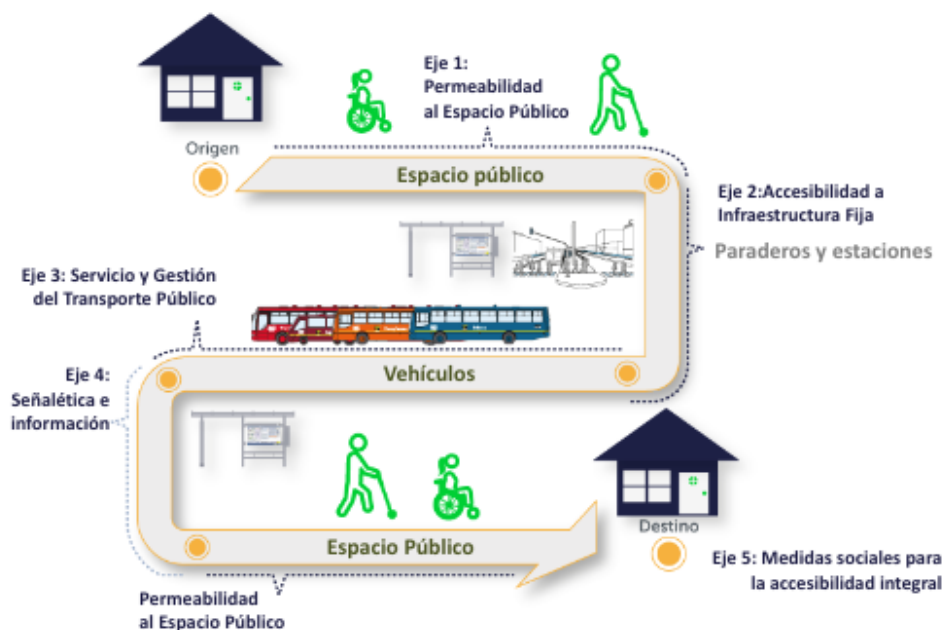 Eje 1:
Permeabilidad
al Espacio Público
Origen
Espacio público
Eje 2:Accesibilidad a
Infraestructura Fija
Paraderos y estaciones
Eje 3: Servicio y Gestión
del Transporte Público
Vehículos
Eje 4:
Señalética e
información
Destino
Espacio Público
Eje 5: Medidas sociales para
la accesibilidad integral
Permeabilidad
al Espacio Público